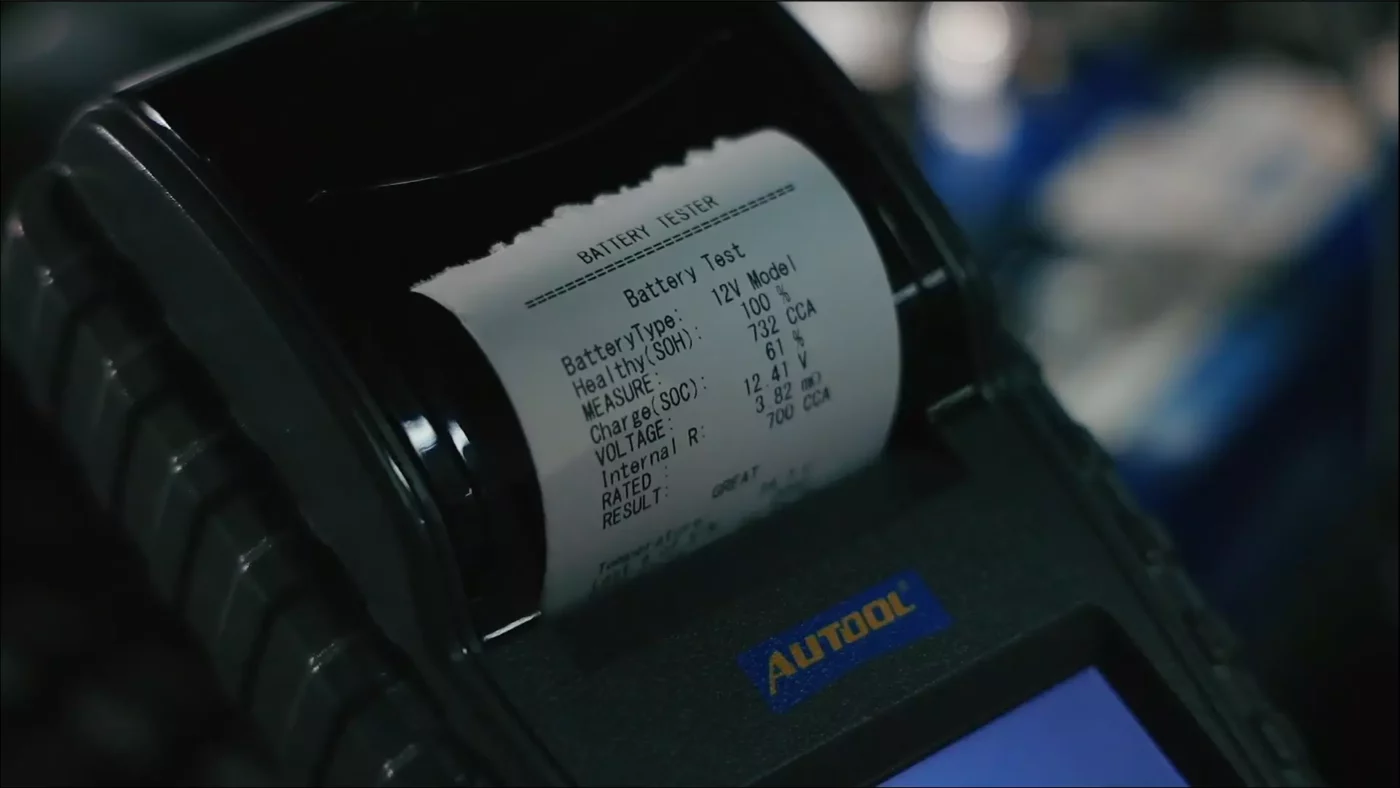 BATTERY TESTER
==============================
Battery Test
BatteryType: 12V Model
Healthy(SOH): 100 %
MEASURE: 732 CCA
Charge(SOC): 61 %
VOLTAGE: 12.41 V
Internal R: 3.82 mΩ
RATED : 700 CCA
RESULT: GREAT
Temperature
AUTOOL®